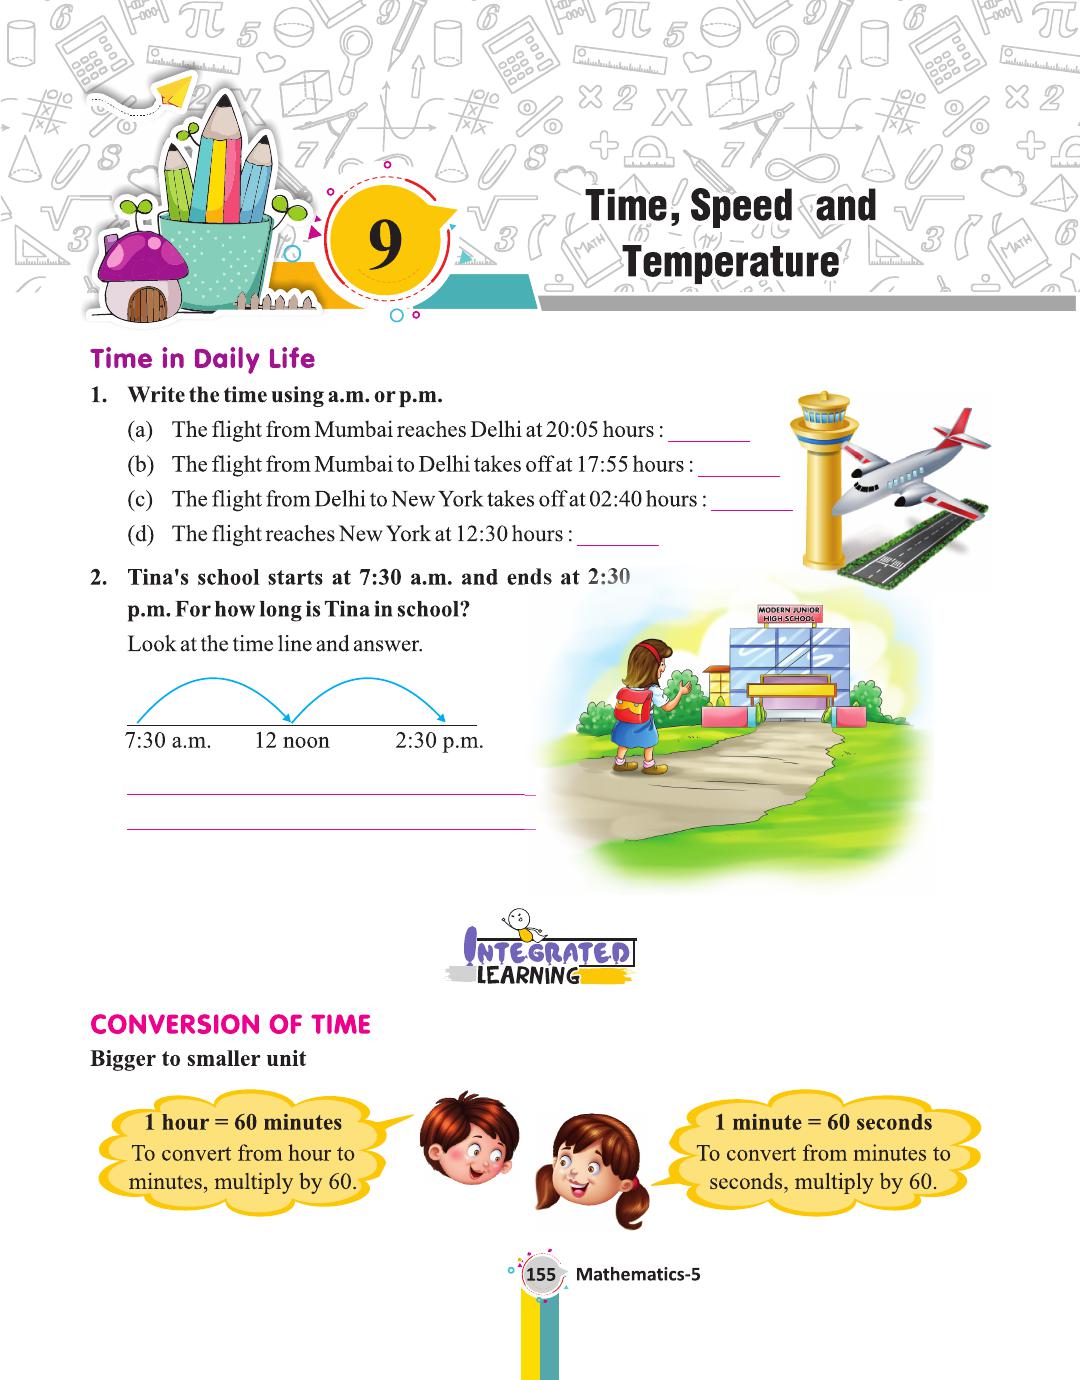 9
Time, Speed and
Temperature
Time in Daily Life
1. Write the time using a.m. or p.m.
(a) The flight from Mumbai reaches Delhi at 20:05 hours : ________
(b) The flight from Mumbai to Delhi takes off at 17:55 hours : ________
(c) The flight from Delhi to New York takes off at 02:40 hours : ________
(d) The flight reaches New York at 12:30 hours : ________
2. Tina's school starts at 7:30 a.m. and ends at 2:30
p.m. For how long is Tina in school?
Look at the time line and answer.
MODERN JUNIOR
HIGH SCHOOL
7:30 a.m. 12 noon 2:30 p.m.
INTEGRATED
LEARNING
CONVERSION OF TIME
Bigger to smaller unit
1 hour = 60 minutes
To convert from hour to
minutes, multiply by 60.
1 minute = 60 seconds
To convert from minutes to
seconds, multiply by 60.
155 Mathematics-5